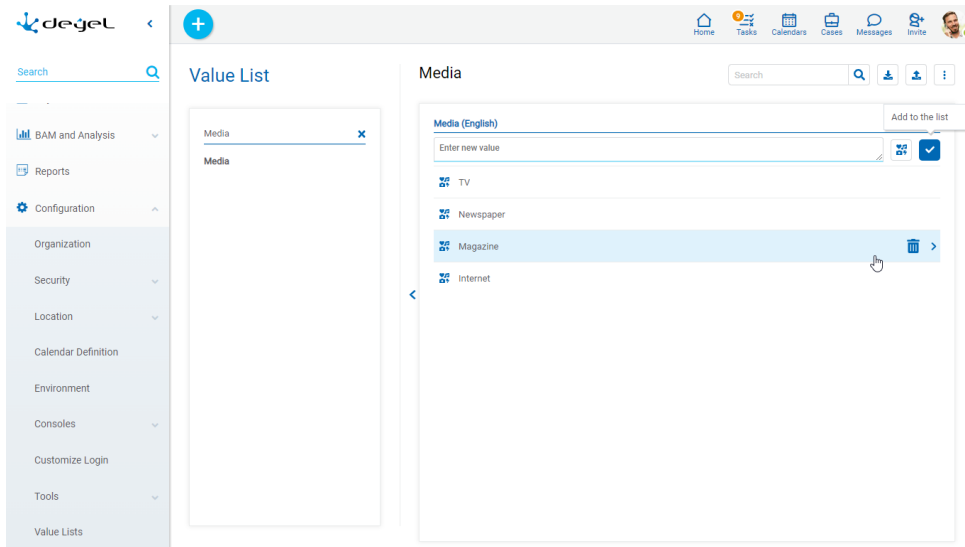 deyel
Home
9
Tasks
Calendars
Cases
Messages
Invite
Search
BAM and Analysis
Reports
Configuration
Organization
Security
Location
Calendar Definition
Environment
Consoles
Customize Login
Tools
Value Lists
Value List
Media
Media
Media
Search
Add to the list
Media (English)
Enter new value
TV
Newspaper
Magazine
Internet